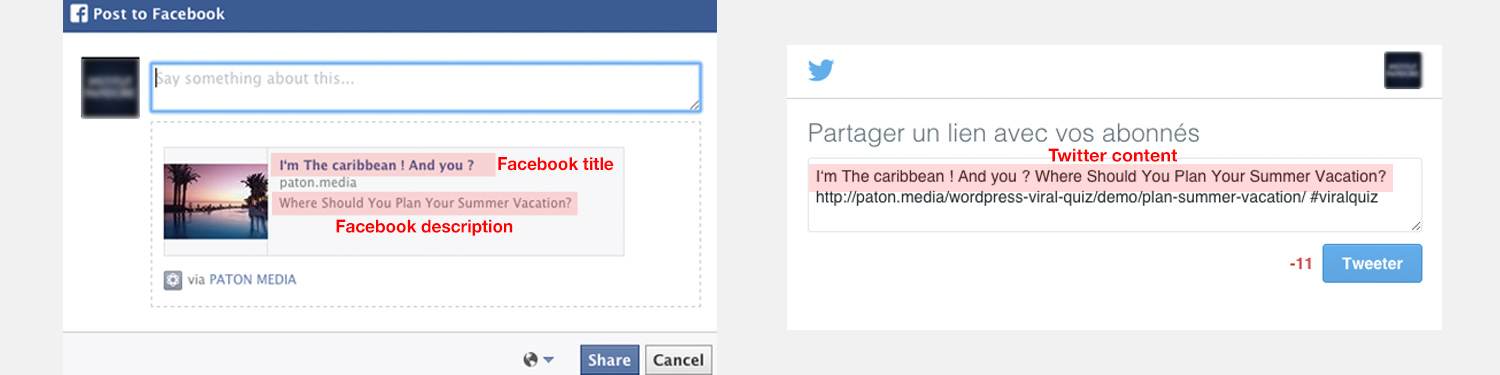 Post to Facebook
Say something about this...
I'm The caribbean ! And you ?
Facebook title
paton.media
Where Should You Plan Your Summer Vacation?
Facebook description
via PATON MEDIA
Share
Cancel
Partager un lien avec vos abonnés
Twitter content
I'm The caribbean ! And you ? Where Should You Plan Your Summer Vacation?
http://paton.media/wordpress-viral-quiz/demo/plan-summer-vacation/ #viralquiz
-11
Tweeter